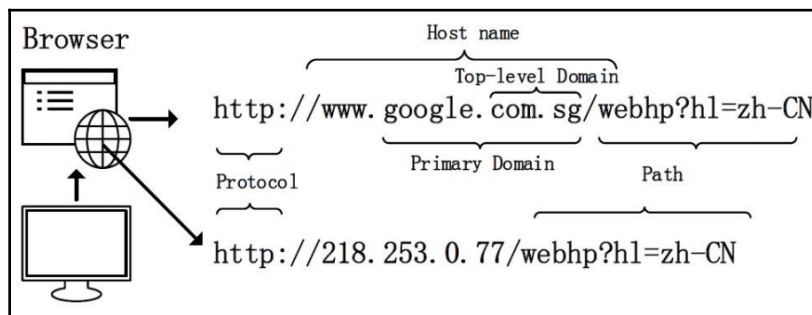 Browser
Host name
Top-level Domain
http://www.google.com.sg/webhp?hl=zh-CN
Protocol
Primary Domain
Path
http://218.253.0.77/webhp?hl=zh-CN